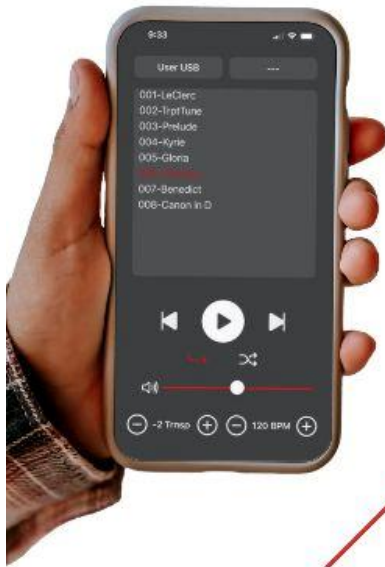 9:33
User USB
---
001-LeClerc
002-TrptTune
003-Prelude
004-Kyrie
005-Gloria
007-Benedict
008-Canon in D
-2 Trnsp
120 BPM